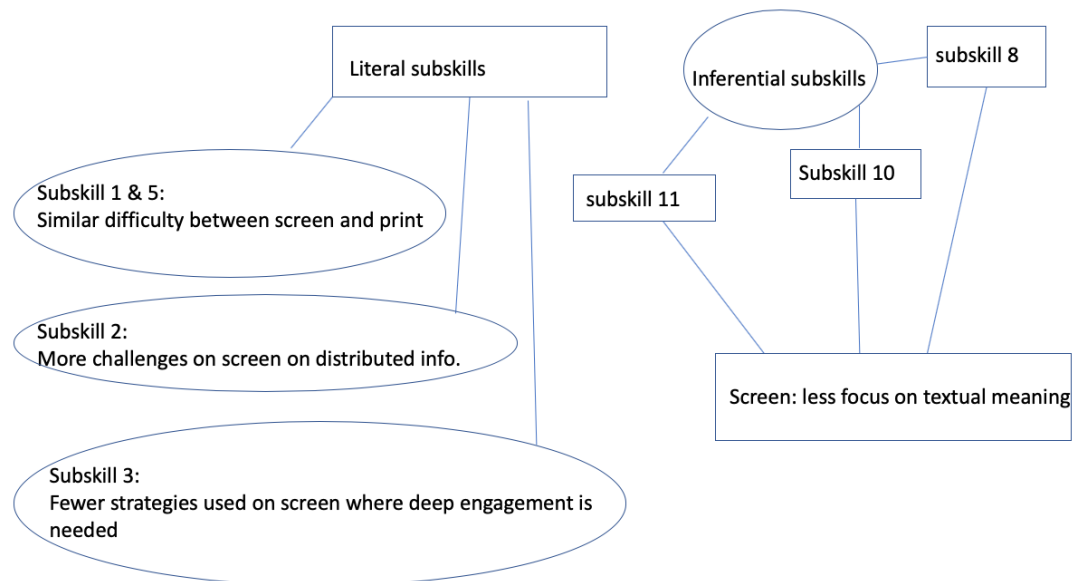 Literal subskills
Subskill 1 & 5:
Similar difficulty between screen and print
Subskill 2:
More challenges on screen on distributed info.
Subskill 3:
Fewer strategies used on screen where deep engagement is
needed
Inferential subskills
subskill 8
Subskill 10
subskill 11
Screen: less focus on textual meaning